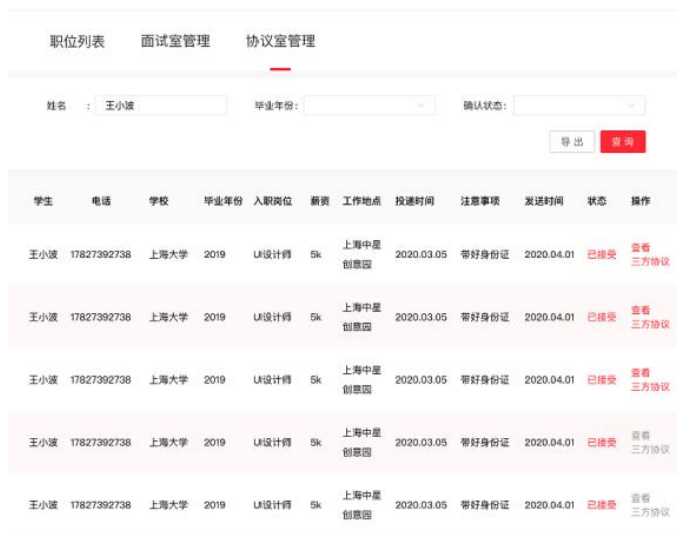 职位列表 面试室管理 协议室管理
姓名 : 王小波 毕业年份: 确认状态:
导出 查询
学生 电话 学校 毕业年份 入职岗位 薪资 工作地点 投递时间 注意事项 发送时间 状态 操作
王小波 17827392738 上海大学 2019 UI设计师 5k 上海中星 2020.03.05 带好身份证 2020.04.01 已接受 查看
创意园 三方协议
王小波 17827392738 上海大学 2019 UI设计师 5k 上海中星 2020.03.05 带好身份证 2020.04.01 已接受 查看
创意园 三方协议
王小波 17827392738 上海大学 2019 UI设计师 5k 上海中星 2020.03.05 带好身份证 2020.04.01 已接受 查看
创意园 三方协议
王小波 17827392738 上海大学 2019 UI设计师 5k 上海中星 2020.03.05 带好身份证 2020.04.01 已接受 查看
创意园 三方协议
王小波 17827392738 上海大学 2019 UI设计师 5k 上海中星 2020.03.05 带好身份证 2020.04.01 已接受 查看
创意园 三方协议